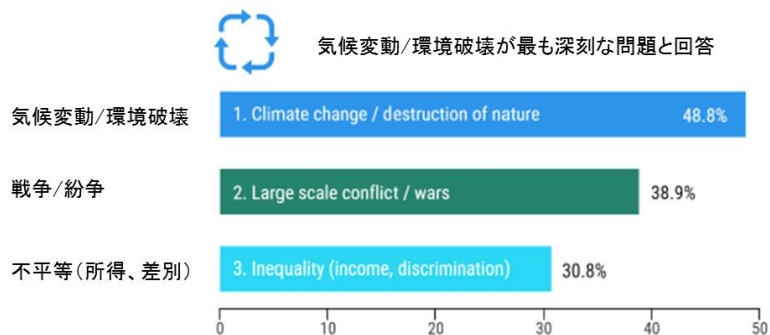 気候変動/環境破壊が最も深刻な問題と回答
気候変動/環境破壊
1. Climate change / destruction of nature
48.8%
戦争/紛争
2. Large scale conflict / wars
38.9%
不平等（所得、差別）
3. Inequality (income, discrimination)
30.8%
0 10 20 30 40 50